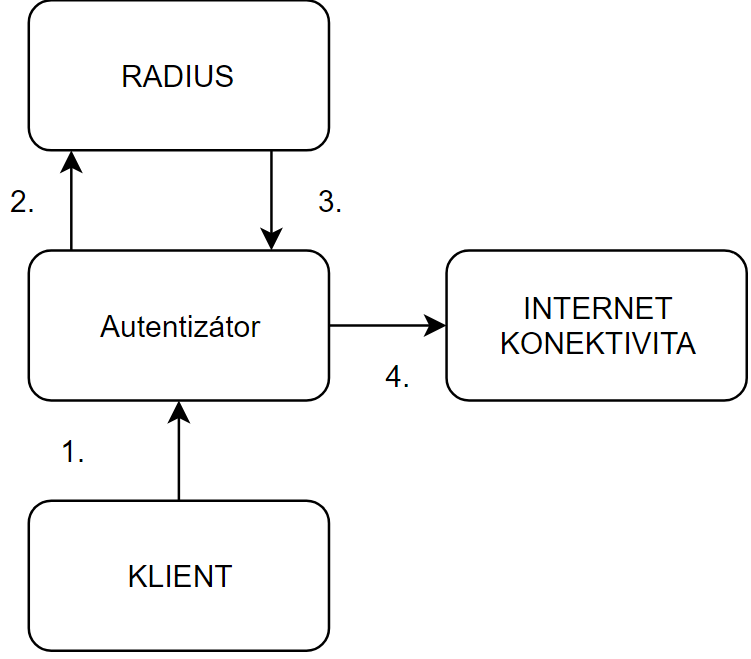 RADIUS
2.
3.
Autentizátor
INTERNET
KONEKTIVITA
4.
1.
KLIENT